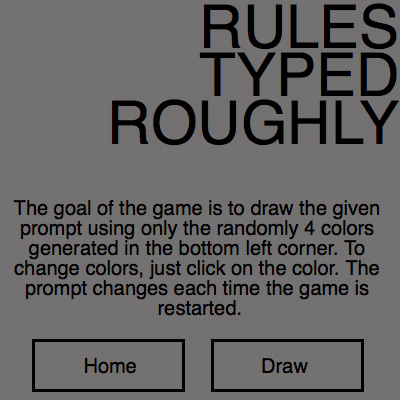 RULES
TYPED
ROUGHLY
The goal of the game is to draw the given
prompt using only the randomly 4 colors
generated in the bottom left corner. To
change colors, just click on the color. The
prompt changes each time the game is
restarted.
Home
Draw